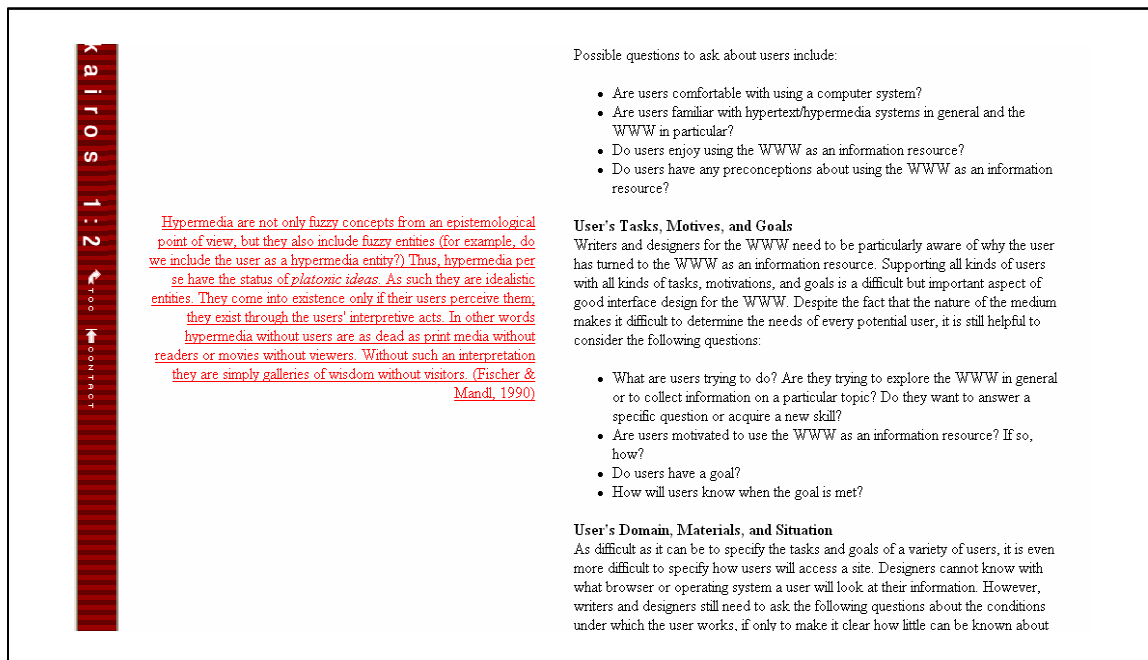 kairos 1:2 TOC CONTACT
Hypermedia are not only fuzzy concepts from an epistemological
point of view, but they also include fuzzy entities (for example, do
we include the user as a hypermedia entity?) Thus, hypermedia per
se have the status of platonic ideas. As such they are idealistic
entities. They come into existence only if their users perceive them;
they exist through the users' interpretive acts. In other words
hypermedia without users are as dead as print media without
readers or movies without viewers. Without such an interpretation
they are simply galleries of wisdom without visitors. (Fischer &
Mandl, 1990)
Possible questions to ask about users include:
• Are users comfortable with using a computer system?
• Are users familiar with hypertext/hypermedia systems in general and the
WWW in particular?
• Do users enjoy using the WWW as an information resource?
• Do users have any preconceptions about using the WWW as an information
resource?
User's Tasks, Motives, and Goals
Writers and designers for the WWW need to be particularly aware of why the user
has turned to the WWW as an information resource. Supporting all kinds of users
with all kinds of tasks, motivations, and goals is a difficult but important aspect of
good interface design for the WWW. Despite the fact that the nature of the medium
makes it difficult to determine the needs of every potential user, it is still helpful to
consider the following questions:
• What are users trying to do? Are they trying to explore the WWW in general
or to collect information on a particular topic? Do they want to answer a
specific question or acquire a new skill?
• Are users motivated to use the WWW as an information resource? If so,
how?
• Do users have a goal?
• How will users know when the goal is met?
User's Domain, Materials, and Situation
As difficult as it can be to specify the tasks and goals of a variety of users, it is even
more difficult to specify how users will access a site. Designers cannot know with
what browser or operating system a user will look at their information. However,
writers and designers still need to ask the following questions about the conditions
under which the user works, if only to make it clear how little can be known about